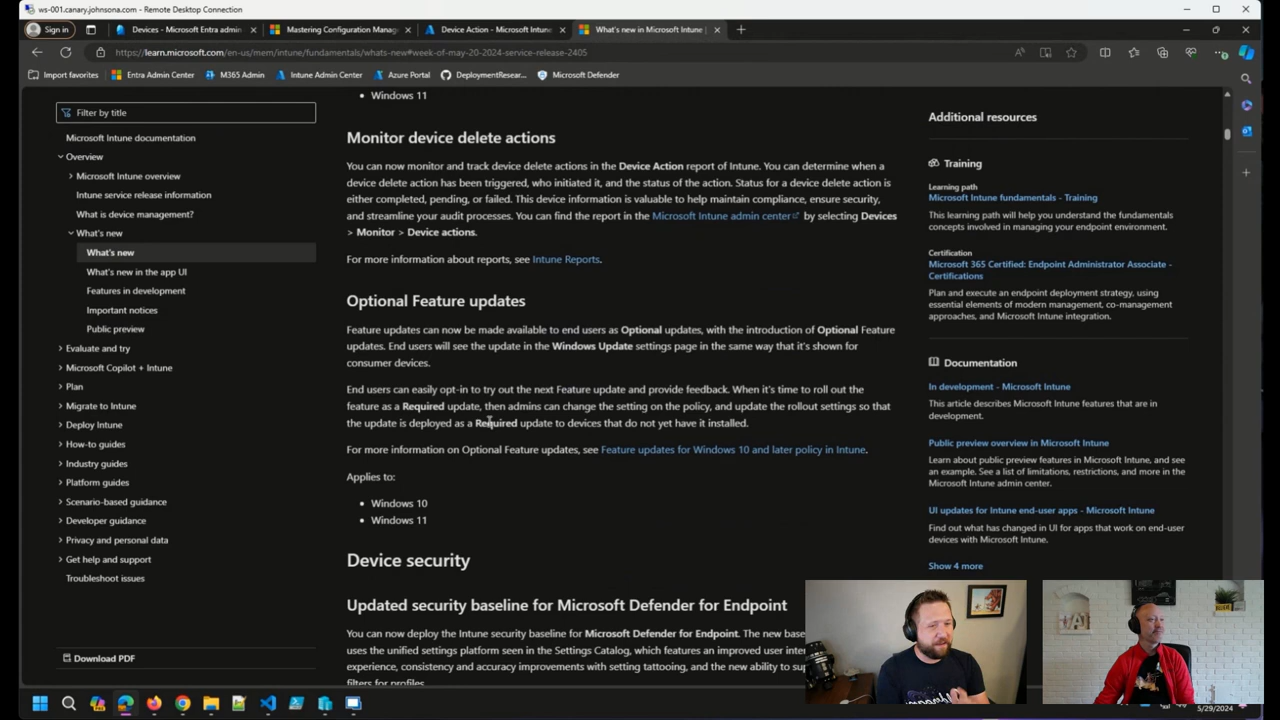 ws-001.canary.johnsona.com - Remote Desktop Connection
Sign in
Devices - Microsoft Entra admin
Mastering Configuration Manag
Device Action - Microsoft Intune
What's new in Microsoft Intune |
https://learn.microsoft.com/en-us/mem/intune/fundamentals/whats-new#week-of-may-20-2024-service-release-2405
Import favorites
Entra Admin Center
M365 Admin
Intune Admin Center
Azure Portal
DeploymentResear...
Microsoft Defender
Filter by title
Microsoft Intune documentation
Overview
Microsoft Intune overview
Intune service release information
What is device management?
What's new
What's new
What's new in the app UI
Features in development
Important notices
Public preview
Evaluate and try
Microsoft Copilot + Intune
Plan
Migrate to Intune
Deploy Intune
How-to guides
Industry guides
Platform guides
Scenario-based guidance
Developer guidance
Privacy and personal data
Get help and support
Troubleshoot issues
Download PDF
Windows 11
Monitor device delete actions
You can now monitor and track device delete actions in the Device Action report of Intune. You can determine when a
device delete action has been triggered, who initiated it, and the status of the action. Status for a device delete action is
either completed, pending, or failed. This device information is valuable to help maintain compliance, ensure security,
and streamline your audit processes. You can find the report in the Microsoft Intune admin center by selecting Devices
> Monitor > Device actions.
For more information about reports, see Intune Reports.
Optional Feature updates
Feature updates can now be made available to end users as Optional updates, with the introduction of Optional Feature
updates. End users will see the update in the Windows Update settings page in the same way that it's shown for
consumer devices.
End users can easily opt-in to try out the next Feature update and provide feedback. When it's time to roll out the
feature as a Required update, then admins can change the setting on the policy, and update the rollout settings so that
the update is deployed as a Required update to devices that do not yet have it installed.
For more information on Optional Feature updates, see Feature updates for Windows 10 and later policy in Intune.
Applies to:
Windows 10
Windows 11
Device security
Updated security baseline for Microsoft Defender for Endpoint
You can now deploy the Intune security baseline for Microsoft Defender for Endpoint. The new base
uses the unified settings platform seen in the Settings Catalog, which features an improved user inter
experience, consistency and accuracy improvements with setting tattooing, and the new ability to sup
filters for profiles.
Additional resources
Training
Learning path
Microsoft Intune fundamentals - Training
This learning path will help you understand the fundamentals
concepts involved in managing your endpoint environment.
Certification
Microsoft 365 Certified: Endpoint Administrator Associate -
Certifications
Plan and execute an endpoint deployment strategy, using
essential elements of modern management, co-management
approaches, and Microsoft Intune integration.
Documentation
In development - Microsoft Intune
This article describes Microsoft Intune features that are in
development.
Public preview overview in Microsoft Intune
Learn about public preview features in Microsoft Intune, and see
an example. See a list of limitations, restrictions, and more in the
Microsoft Intune admin center.
UI updates for Intune end-user apps - Microsoft Intune
Find out what has changed in UI for apps that work on end-user
devices with Microsoft Intune.
Show 4 more
5/29/2024